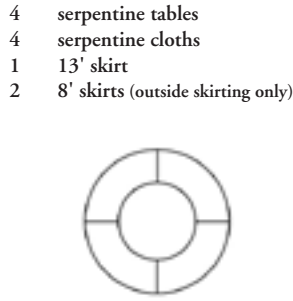 4 serpentine tables
4 serpentine cloths
1 13' skirt
2 8' skirts (outside skirting only)